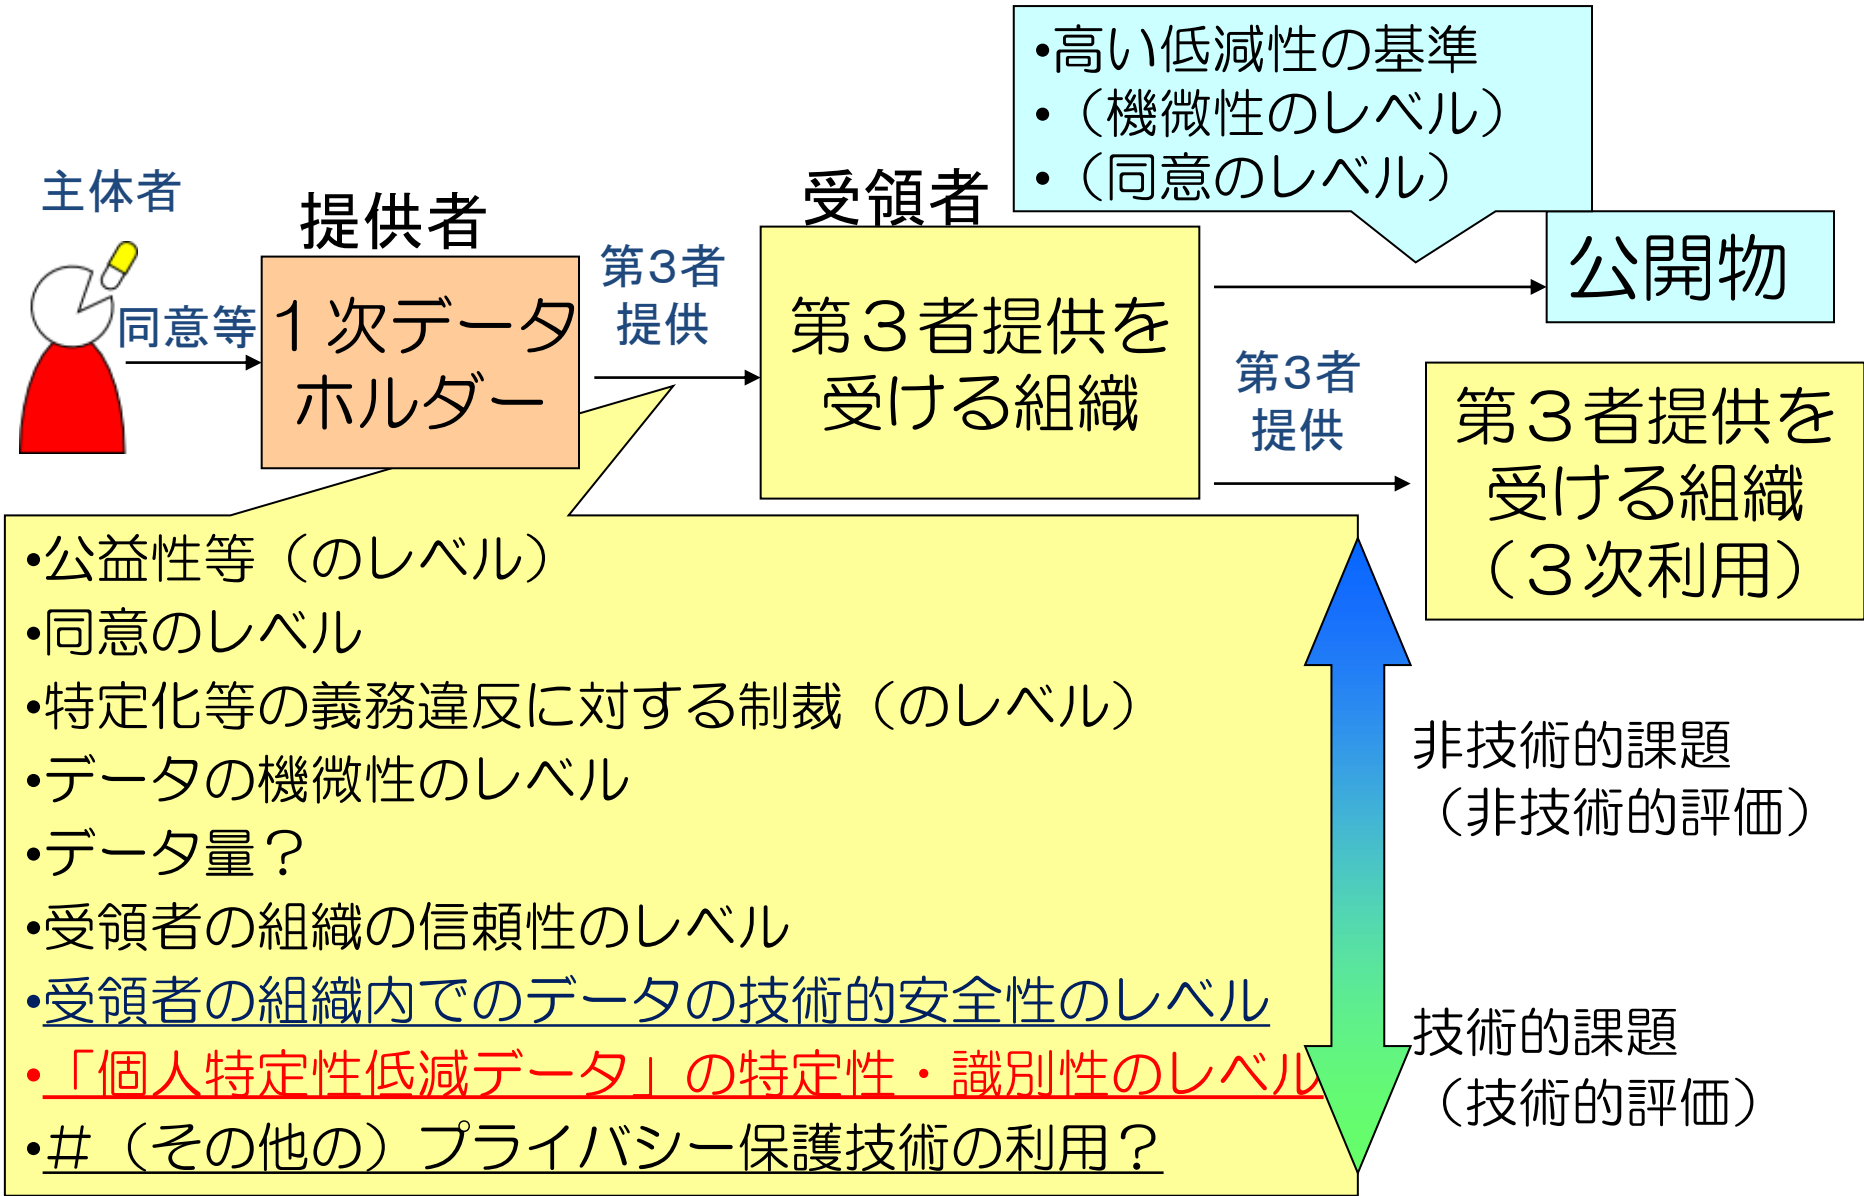 主体者
同意等
提供者
１次データ
ホルダー
第3者
提供
受領者
第３者提供を
受ける組織
•高い低減性の基準
•（機微性のレベル）
•（同意のレベル）
公開物
第3者
提供
第３者提供を
受ける組織
（３次利用）
•公益性等（のレベル）
•同意のレベル
•特定化等の義務違反に対する制裁（のレベル）
•データの機微性のレベル
•データ量？
•受領者の組織の信頼性のレベル
•受領者の組織内でのデータの技術的安全性のレベル
•「個人特定性低減データ」の特定性・識別性のレベル
•＃（その他の）プライバシー保護技術の利用？
非技術的課題
（非技術的評価）
技術的課題
（技術的評価）